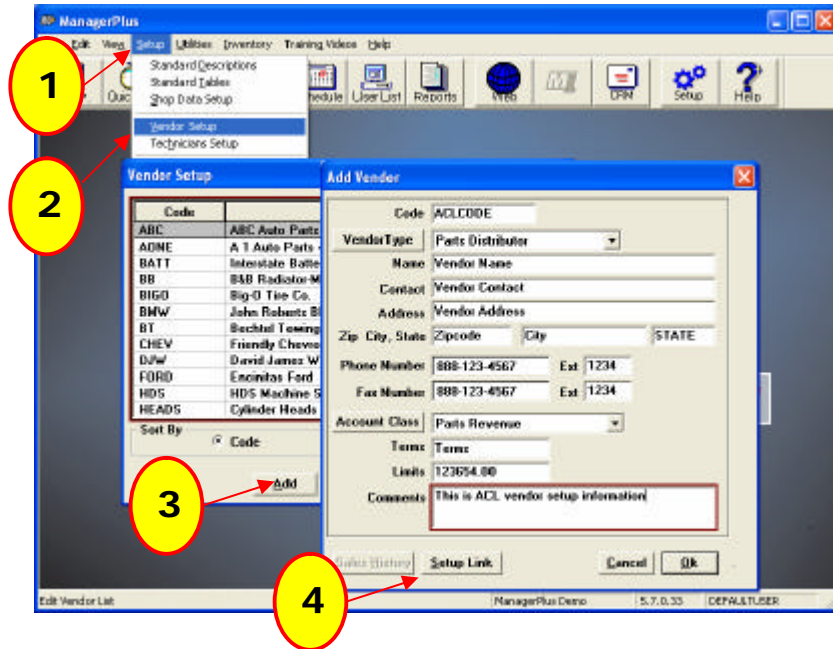 ManagerPlus
Edit View Setup Utilities Inventory Training Videos Help
1
Standard Descriptions
Standard Tables
Shop Data Setup
Vendor Setup
Technicians Setup
User List Reports Web CRM Setup Help
2
Vendor Setup
Code
ABC ABC Auto Parts
AONE A 1 Auto Parts
BATT Interstate
BB B&B
BIGO Big-O Tire Co.
BMW John Roberts
BT Bechtel Towing
CHEV Friendly
DJW David James W
FORD Encinitas Ford
HDS HDS Machine S
HEADS Cylinder Heads
Sort By
Code
3
Add
Add Vender
Code ACLCODE
VendorType Parts Distributor
Name Vendor Name
Contact Vendor Contact
Address Vendor Address
Zip City, State Zipcode City STATE
Phone Number 888-123-4567 Ext 1234
Fax Number 888-123-4567 Ext 1234
Account Class Parts Revenue
Terms Terms
Limits 123654.00
Comments This is ACL vendor setup information
4
Sales History Setup Link Cancel Ok
Edit Vendor List ManagerPlus Demo 5.7.0.33 DEFAULTUSER